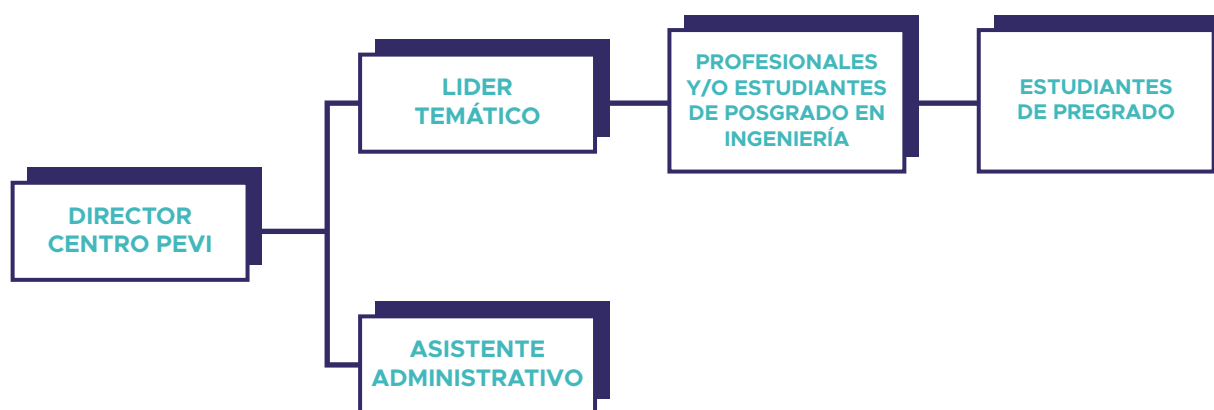 DIRECTOR
CENTRO PEVI
LIDER
TEMÁTICO
PROFESIONALES
Y/O ESTUDIANTES
DE POSGRADO EN
INGENIERÍA
ESTUDIANTES
DE PREGRADO
ASISTENTE
ADMINISTRATIVO